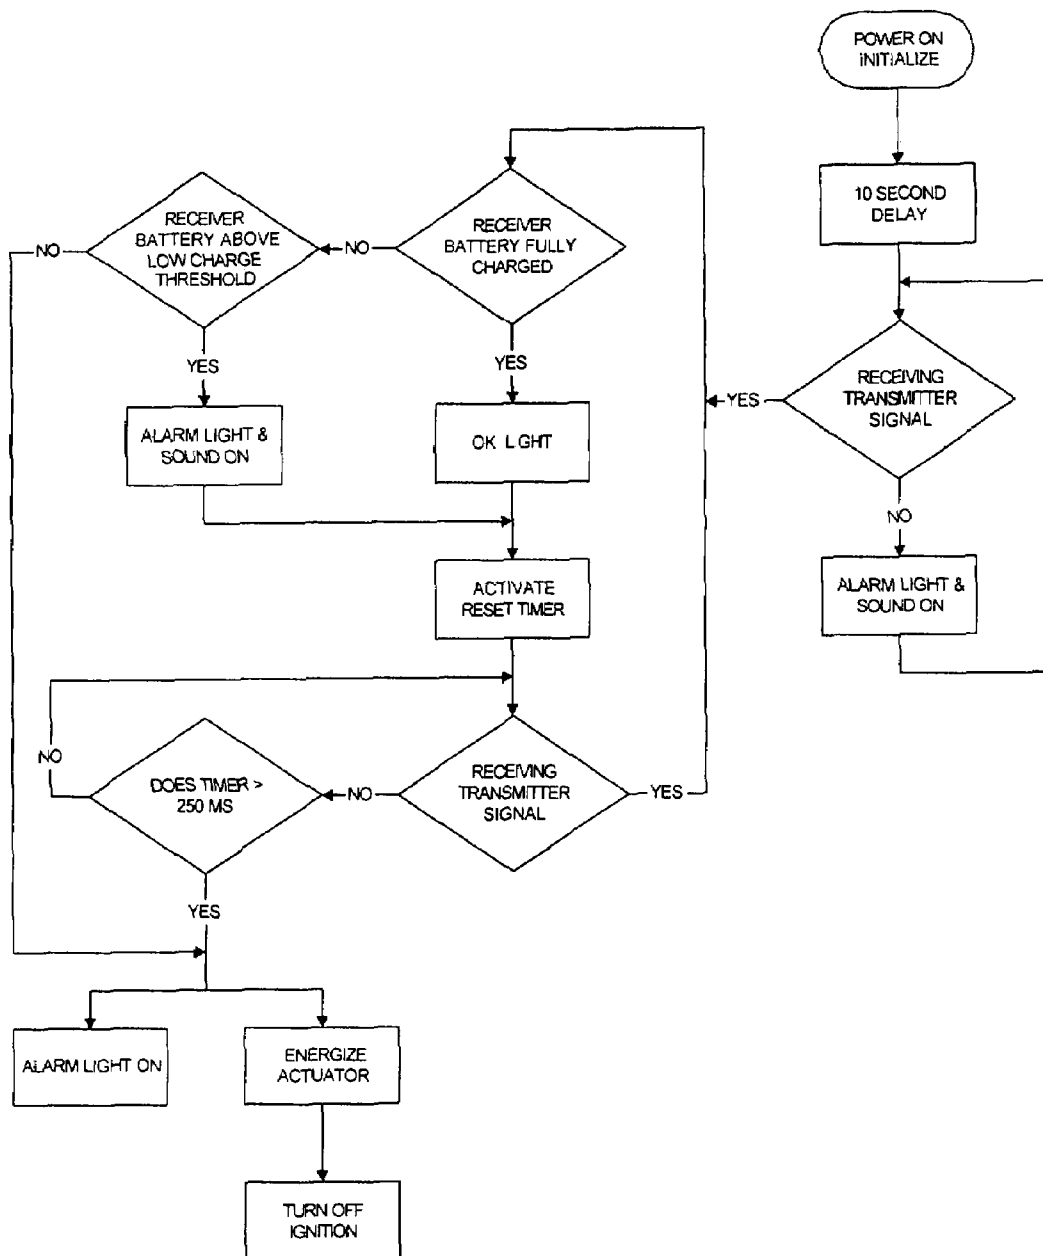 POWER ON
INITIALIZE
10 SECOND
DELAY
RECEIVER
BATTERY ABOVE
LOW CHARGE
THRESHOLD
RECEIVER
BATTERY FULLY
CHARGED
NO
NO
YES
YES
RECEIVING
TRANSMITTER
SIGNAL
YES
ALARM LIGHT &
SOUND ON
OK LIGHT
NO
ACTIVATE
RESET TIMER
ALARM LIGHT &
SOUND ON
NO
DOES TIMER >
250 MS
NO
RECEIVING
TRANSMITTER
SIGNAL
YES
YES
ALARM LIGHT ON
ENERGIZE
ACTUATOR
TURN OFF
IGNITION